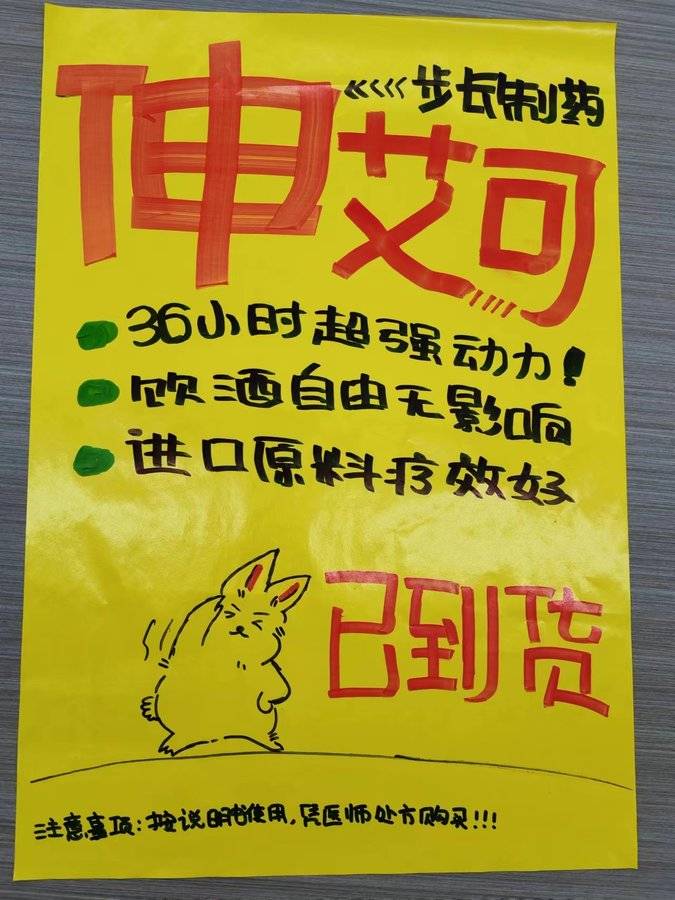 <<<<步长制药
伸艾可
36小时超强动力!
饮酒自由无影响
进口原料疗效好
已到货
注意事项:按说明书使用,凭医师处方购买!!!